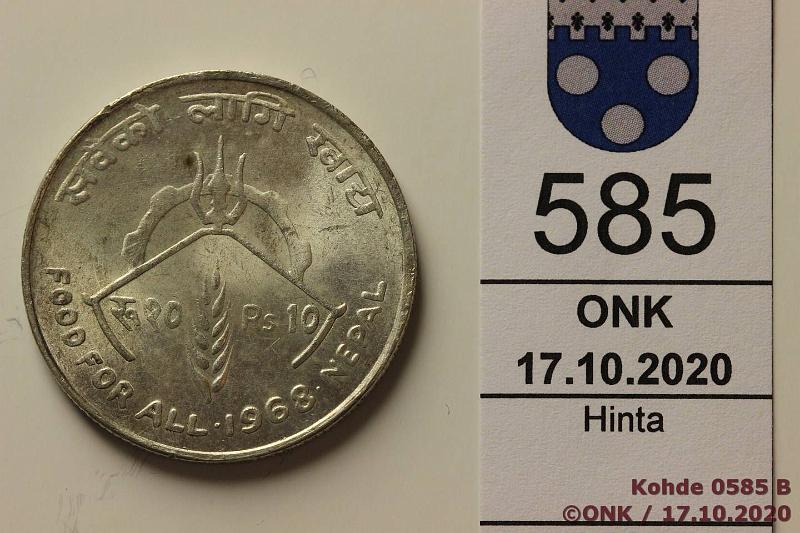 सबैको लागि खाद्य
रू १० Rs 10
FOOD FOR ALL · 1968 · NEPAL
585
ONK
17.10.2020
Hinta
Kohde 0585 B
©ONK / 17.10.2020